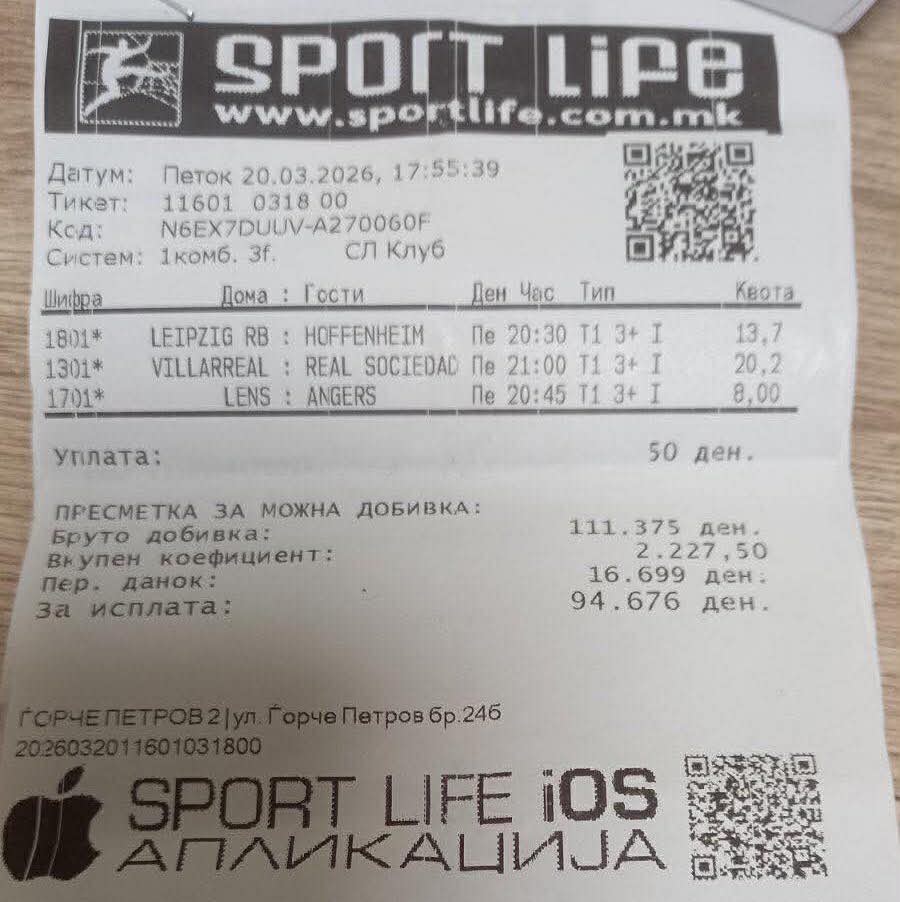 SPORT LIFE
www.sportlife.com.mk
Датум: Петок 20.03.2026, 17:55:39
Тикет: 11601 0318 00
Код: N6EX7DUUV-A270060F
Систем: 1комб. 3f. СЛ Клуб
Шифра Дома : Гости Ден Час Тип Квота
1801* LEIPZIG RB : HOFFENHEIM Пе 20:30 T1 3+ I 13,7
1301* VILLARREAL : REAL SOCIEDAD Пе 21:00 T1 3+ I 20,2
1701* LENS : ANGERS Пе 20:45 T1 3+ I 8,00
Уплата: 50 ден.
ПРЕСМЕТКА ЗА МОЖНА ДОБИВКА:
Бруто добивка: 111.375 ден.
Вкупен коефициент: 2.227,50
Пер. данок: 16.699 ден.
За исплата: 94.676 ден.
ЃОРЧЕ ПЕТРОВ 2|ул. Ѓорче Петров бр.24б
2026032011601031800
SPORT LIFE iOS
АПЛИКАЦИЈА